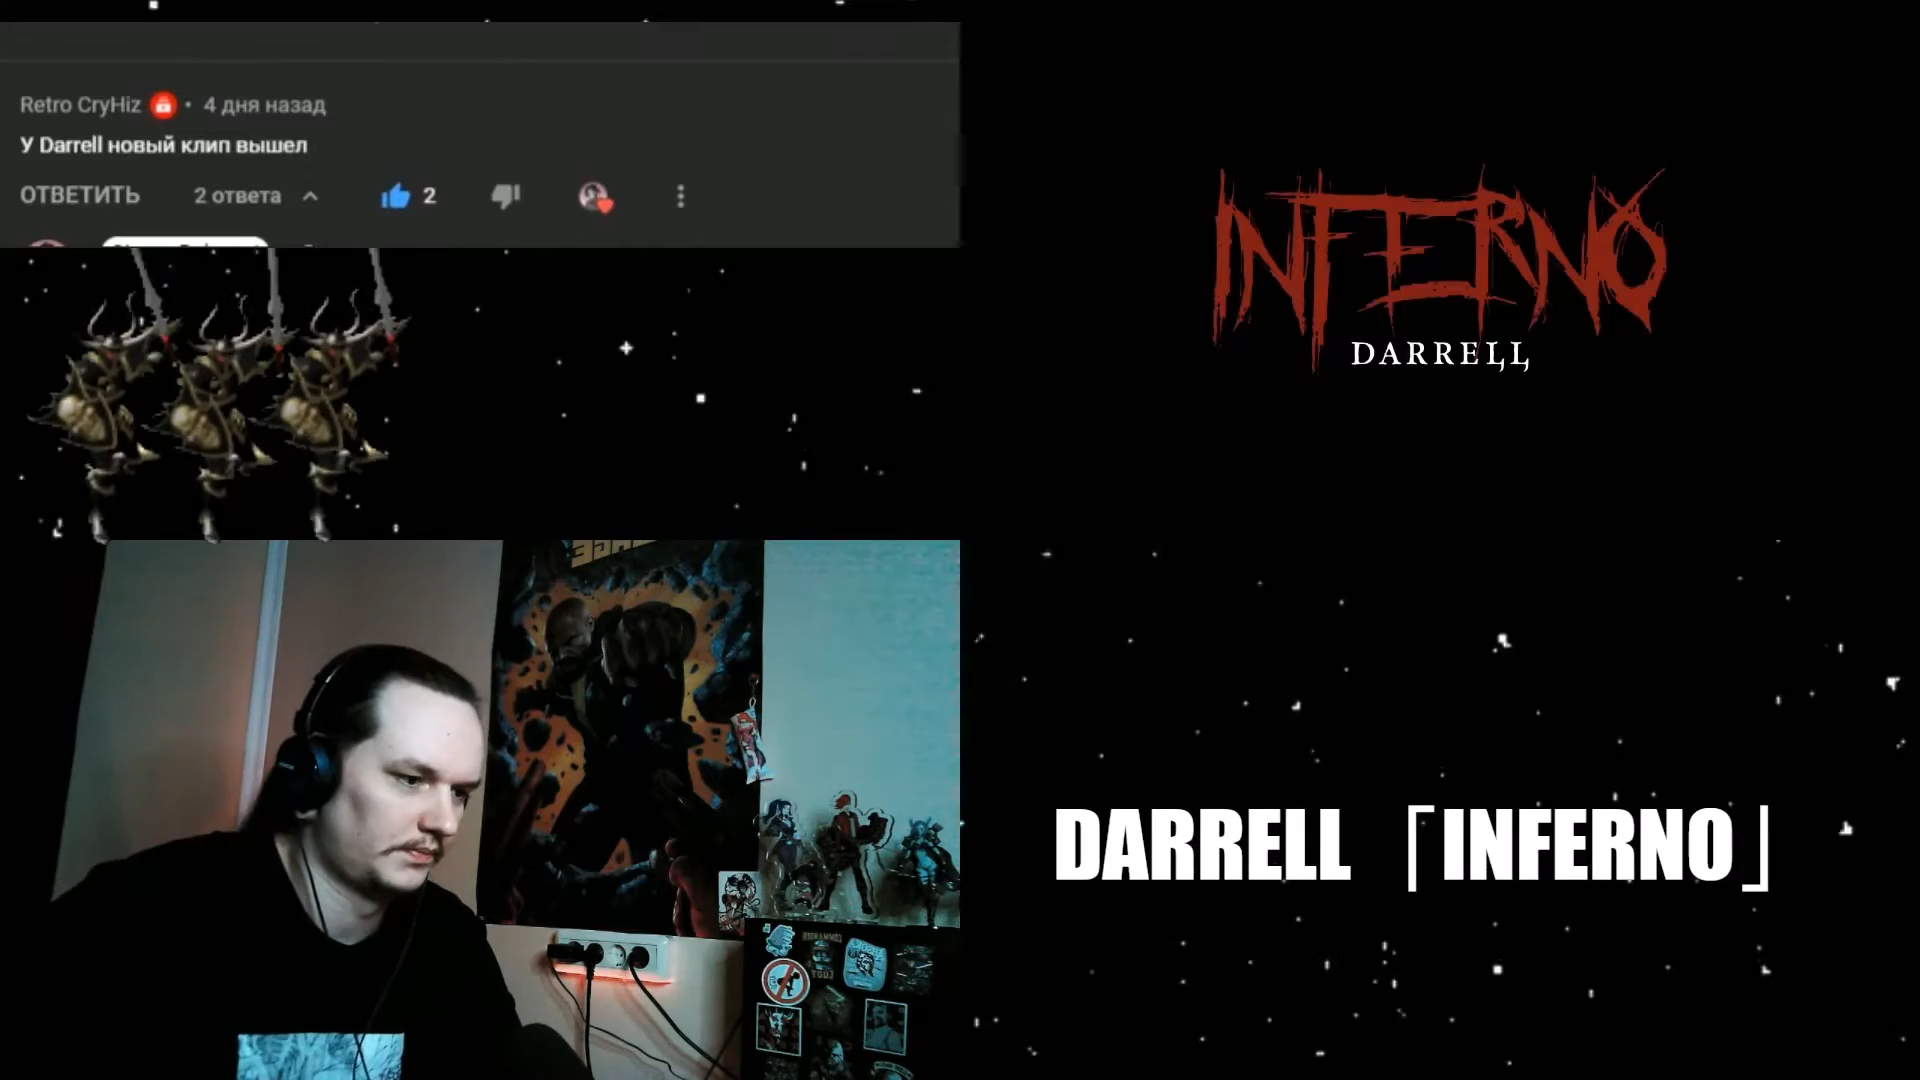 Retro CryHiz • 4 дня назад
У Darrell новый клип вышел
ОТВЕТИТЬ 2 ответа 2
INFERNO
DARRELL
DARRELL 「INFERNO」